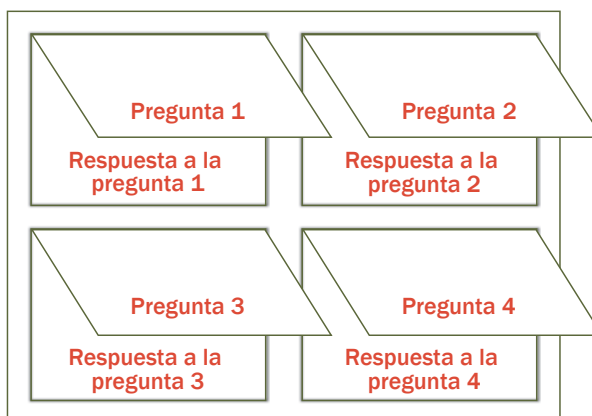 Pregunta 1
Respuesta a la
pregunta 1
Pregunta 2
Respuesta a la
pregunta 2
Pregunta 3
Respuesta a la
pregunta 3
Pregunta 4
Respuesta a la
pregunta 4